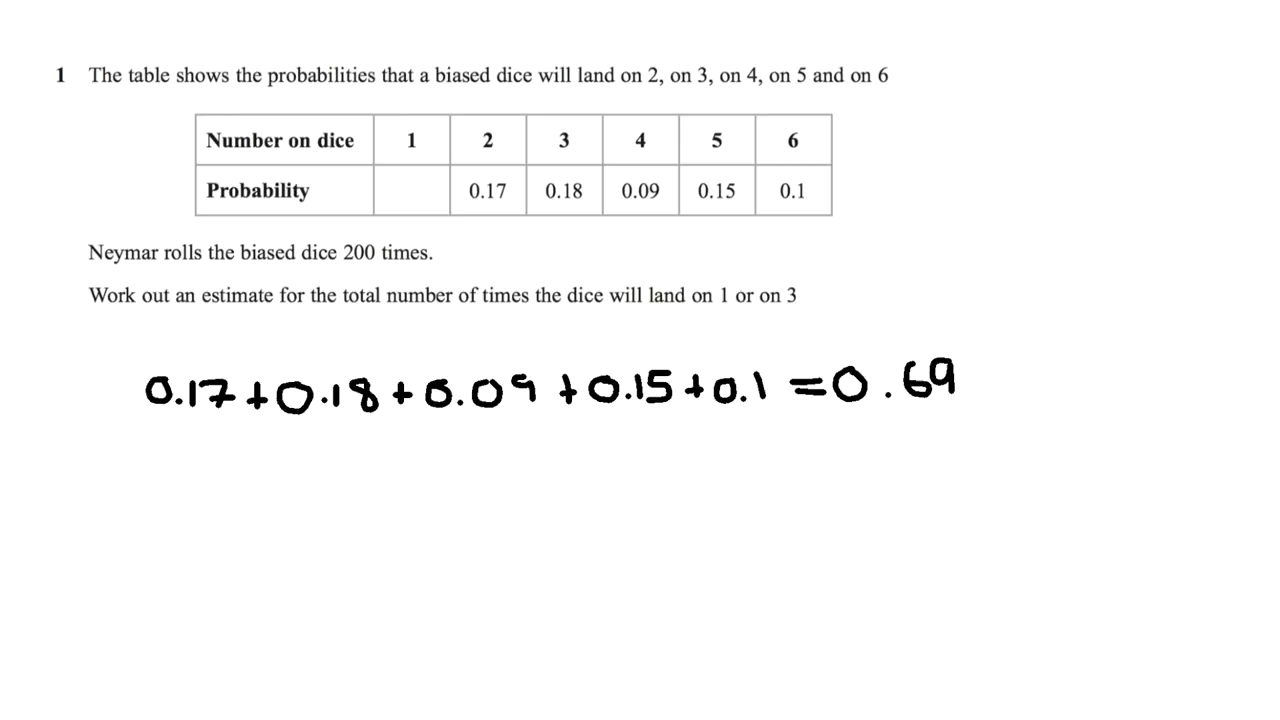 1 The table shows the probabilities that a biased dice will land on 2, on 3, on 4, on 5 and on 6
Number on dice 1 2 3 4 5 6
Probability 0.17 0.18 0.09 0.15 0.1
Neymar rolls the biased dice 200 times.
Work out an estimate for the total number of times the dice will land on 1 or on 3
0.17+0.18+0.09+0.15+0.1=0.69